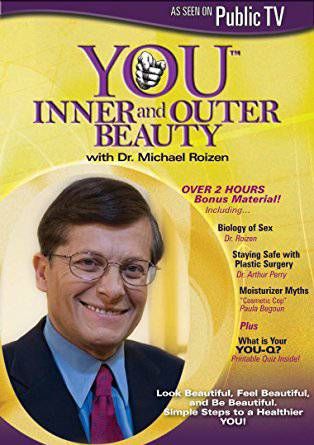 AS SEEN ON Public TV
YOU™
INNER and OUTER
BEAUTY
with Dr. Michael Roizen
OVER 2 HOURS
Bonus Material!
Including...
Biology of Sex
Dr. Roizen
Staying Safe with
Plastic Surgery
Dr. Arthur Perry
Moisturizer Myths
"Cosmetic Cop"
Paula Begoun
Plus
What is Your
YOU-Q?
Printable Quiz Inside!
Look Beautiful, Feel Beautiful,
and Be Beautiful.
Simple Steps to a Healthier
YOU!